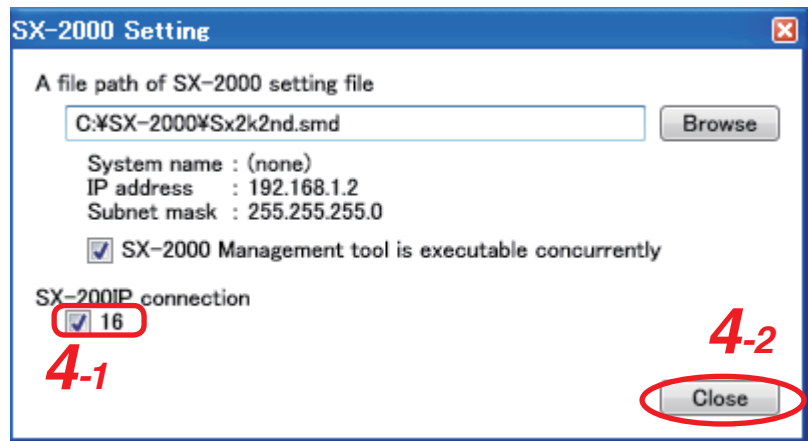 SX-2000 Setting
A file path of SX-2000 setting file
C:¥SX-2000¥Sx2k2nd.smd
Browse
System name : (none)
IP address : 192.168.1.2
Subnet mask : 255.255.255.0
SX-2000 Management tool is executable concurrently
SX-200IP connection
16
4-1
4-2
Close